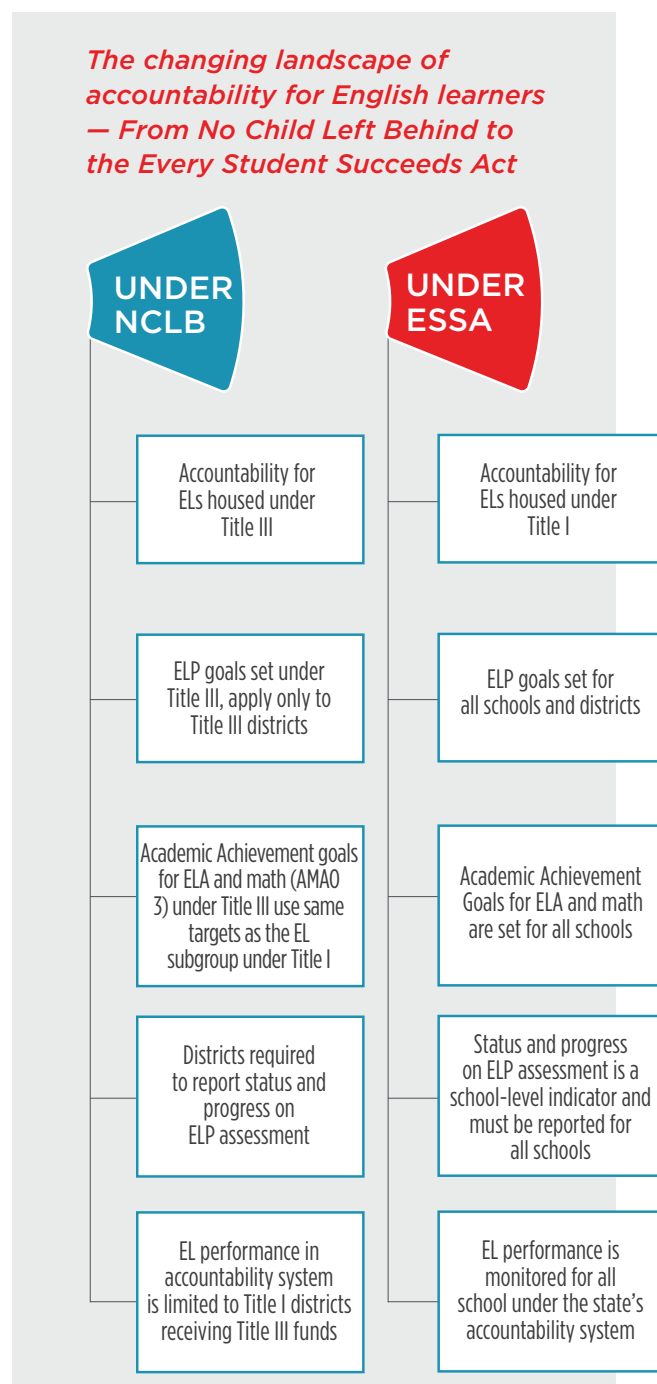 The changing landscape of
accountability for English learners
— From No Child Left Behind to
the Every Student Succeeds Act
UNDER
NCLB
Accountability for
ELs housed under
Title III
ELP goals set under
Title III, apply only to
Title III districts
Academic Achievement goals
for ELA and math (AMAO
3) under Title III use same
targets as the EL
subgroup under Title I
Districts required
to report status and
progress on
ELP assessment
EL performance in
accountability system
is limited to Title I districts
receiving Title III funds
UNDER
ESSA
Accountability for
ELs housed under
Title I
ELP goals set for
all schools and districts
Academic Achievement
Goals for ELA and math
are set for all schools
Status and progress
on ELP assessment is a
school-level indicator and
must be reported for
all schools
EL performance is
monitored for all
school under the state's
accountability system